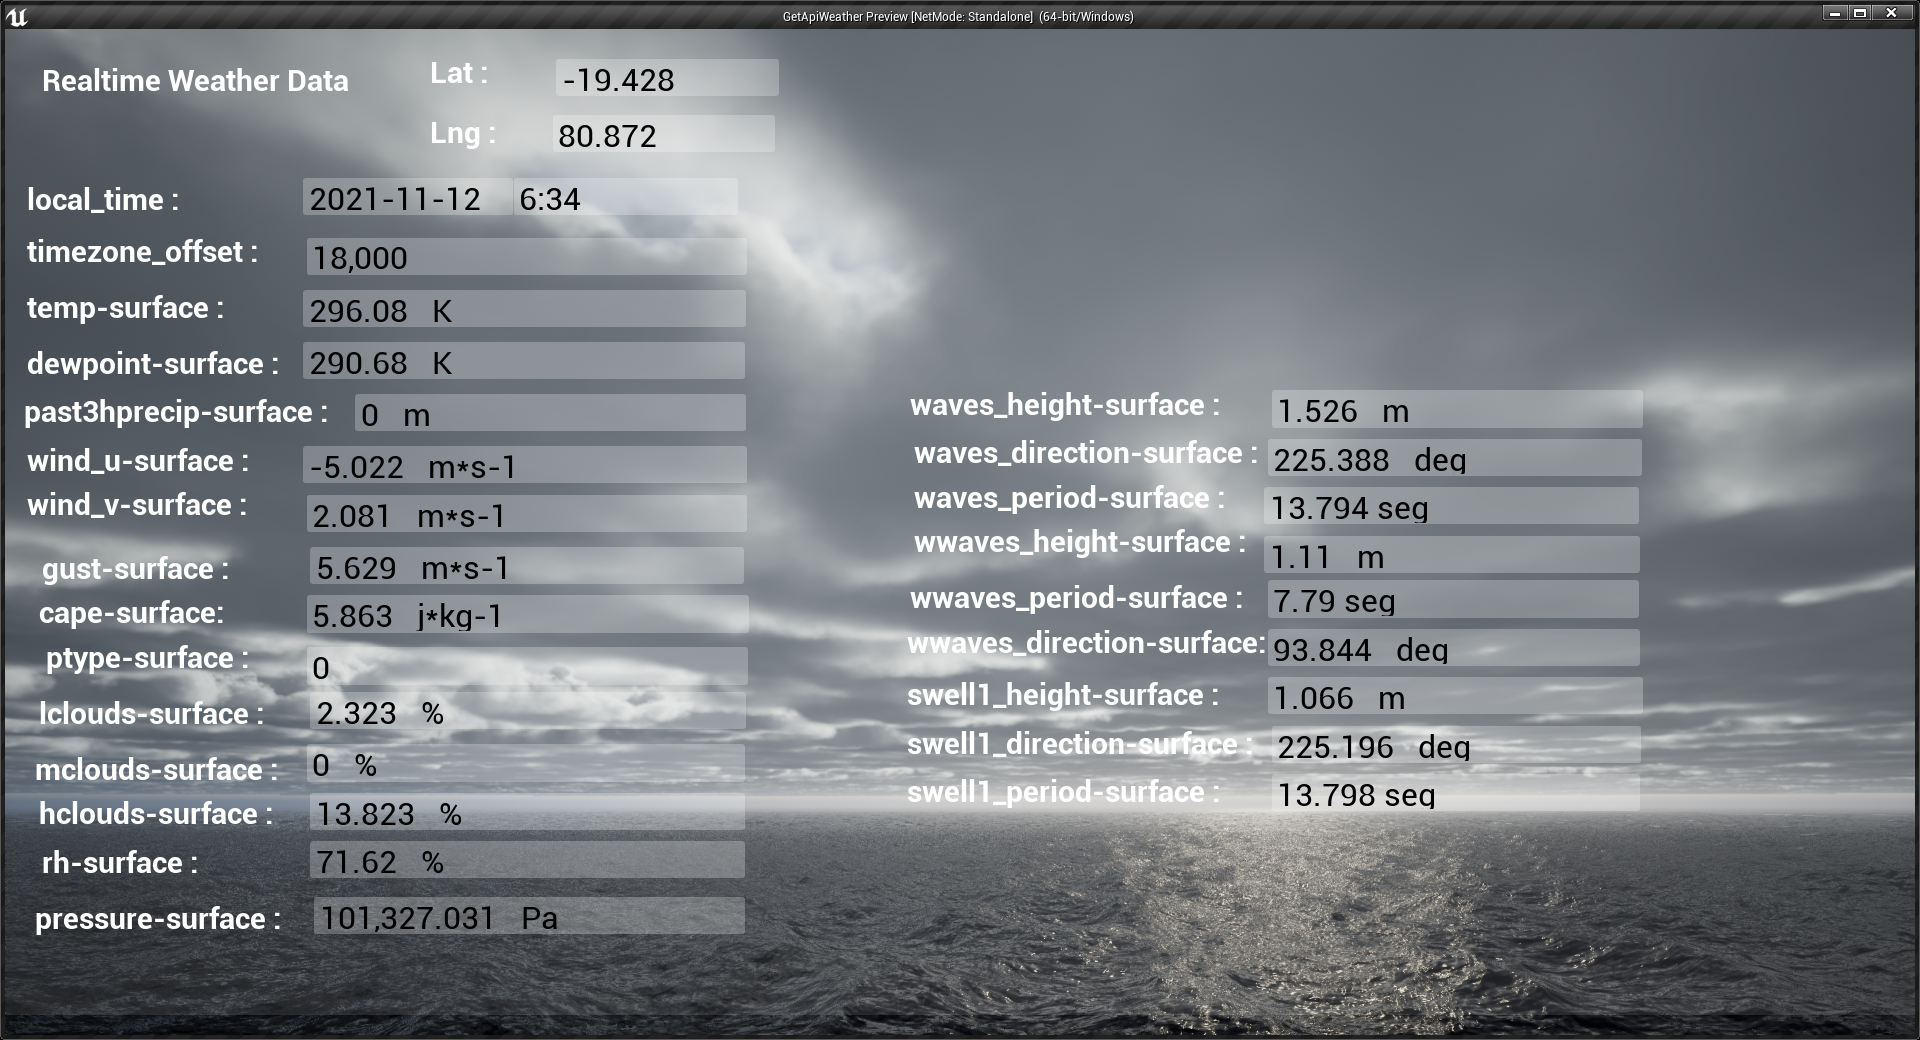 GetApiWeather Preview [NetMode: Standalone] (64-bit/Windows)
Realtime Weather Data
Lat : -19.428
Lng : 80.872
local_time : 2021-11-12 6:34
timezone_offset : 18,000
temp-surface : 296.08 K
dewpoint-surface : 290.68 K
past3hprecip-surface : 0 m
wind_u-surface : -5.022 m*s-1
wind_v-surface : 2.081 m*s-1
gust-surface : 5.629 m*s-1
cape-surface: 5.863 j*kg-1
ptype-surface : 0
lclouds-surface : 2.323 %
mclouds-surface : 0 %
hclouds-surface : 13.823 %
rh-surface : 71.62 %
pressure-surface : 101,327.031 Pa
waves_height-surface : 1.526 m
waves_direction-surface : 225.388 deg
waves_period-surface : 13.794 seg
wwaves_height-surface : 1.11 m
wwaves_period-surface : 7.79 seg
wwaves_direction-surface: 93.844 deg
swell1_height-surface : 1.066 m
swell1_direction-surface : 225.196 deg
swell1_period-surface : 13.798 seg